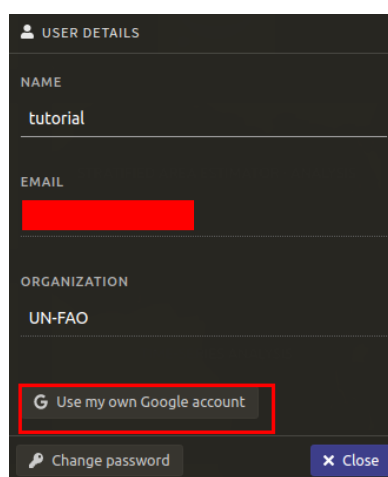 USER DETAILS
NAME
tutorial
EMAIL
ORGANIZATION
UN-FAO
G Use my own Google account
Change password
× Close